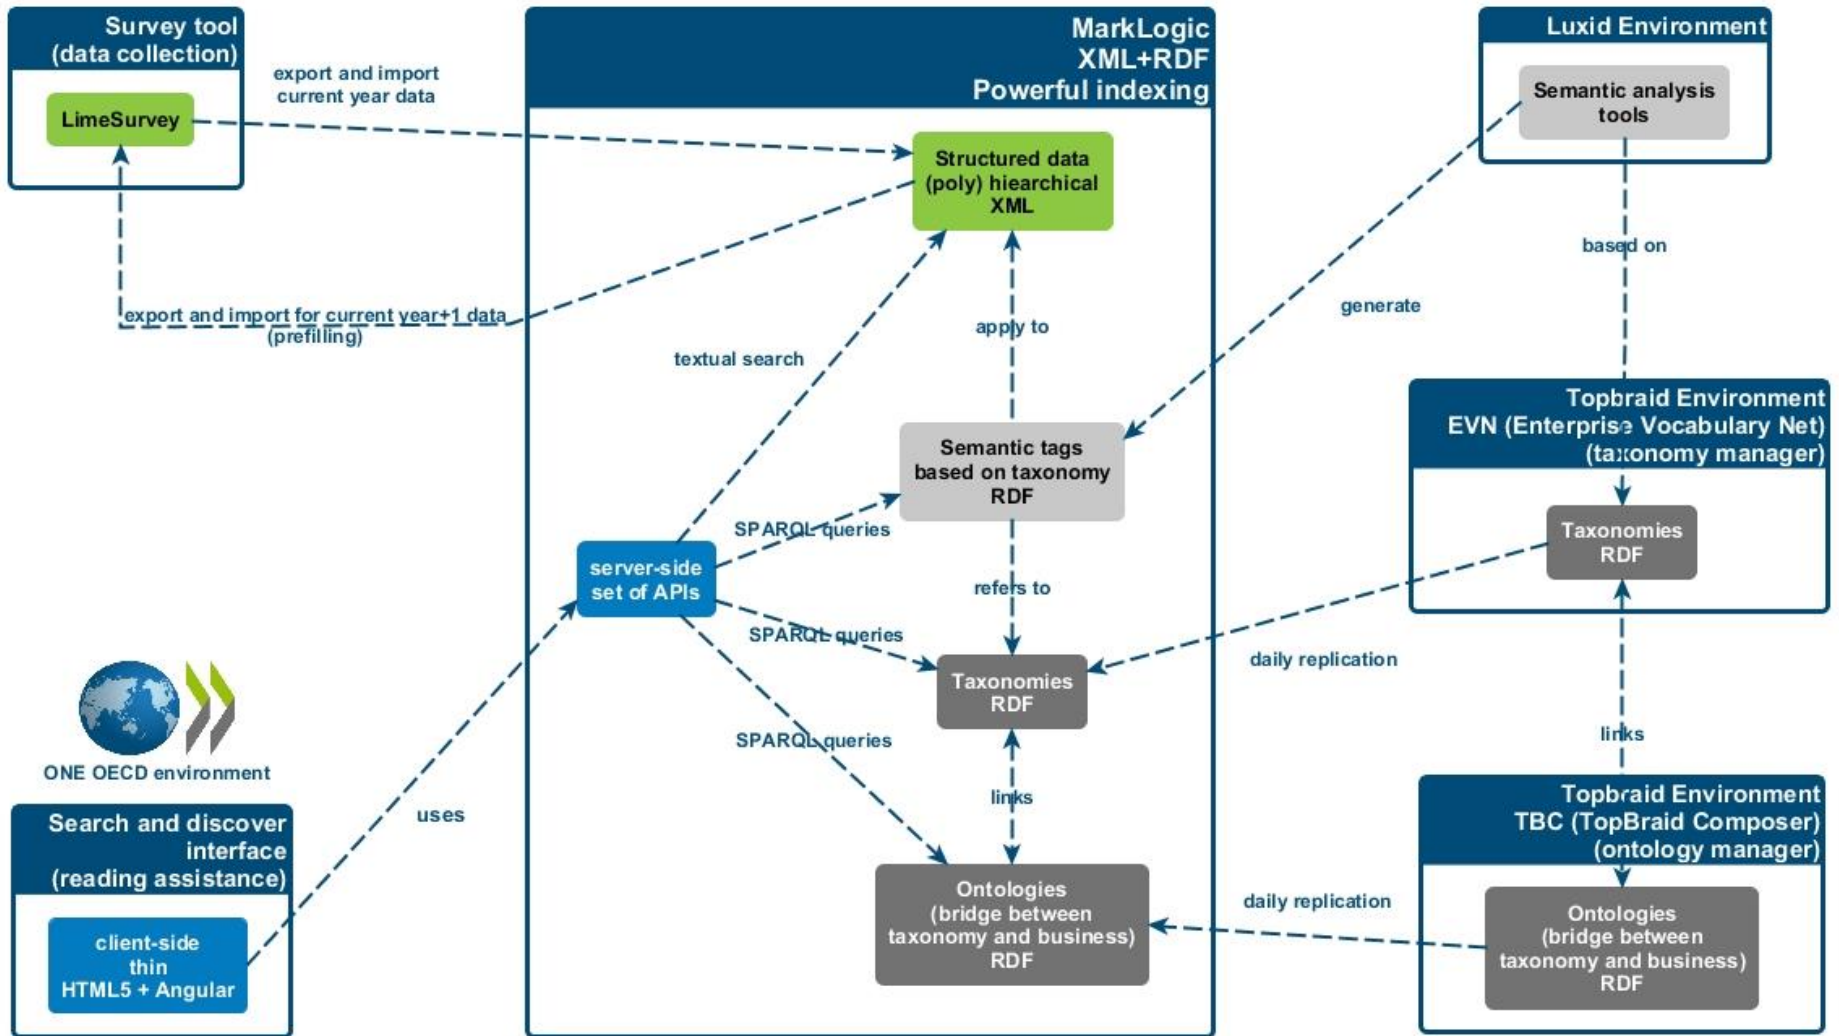 Survey tool
(data collection)
LimeSurvey
export and import
current year data
export and import for current year+1 data
(prefilling)
MarkLogic
XML+RDF
Powerful indexing
Structured data
(poly) hiearchical
XML
textual search
apply to
Semantic tags
based on taxonomy
RDF
SPARQL queries
server-side
set of APIs
refers to
SPARQL queries
Taxonomies
RDF
SPARQL queries
links
Ontologies
(bridge between
taxonomy and business)
RDF
Luxid Environment
Semantic analysis
tools
based on
generate
Topbraid Environment
EVN (Enterprise Vocabulary Net)
(taxonomy manager)
Taxonomies
RDF
daily replication
links
Topbraid Environment
TBC (TopBraid Composer)
(ontology manager)
Ontologies
(bridge between
taxonomy and business)
RDF
daily replication
ONE OECD environment
Search and discover
interface
(reading assistance)
client-side
thin
HTML5 + Angular
uses